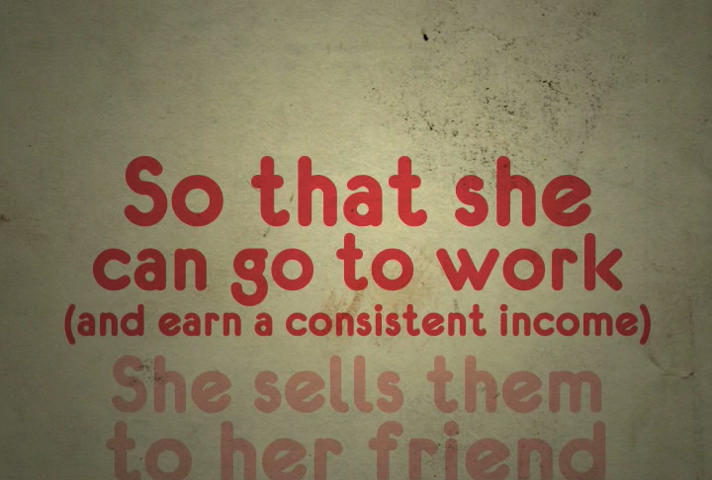 So that she
can go to work
(and earn a consistent income)
She sells them
to her friend